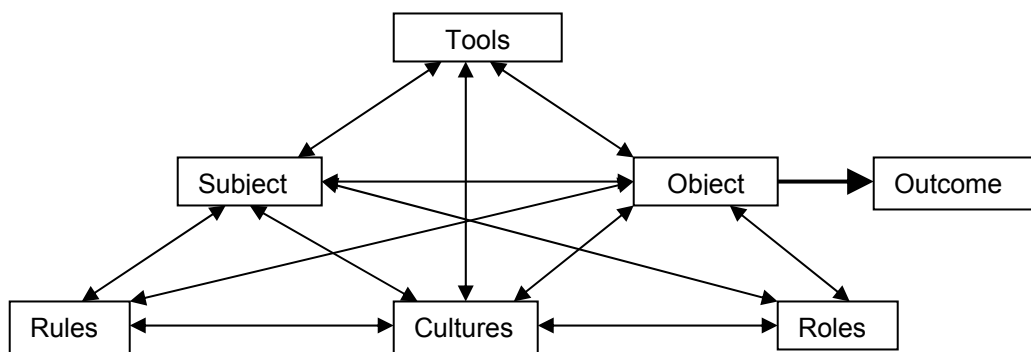 Tools
Subject
Object
Outcome
Rules
Cultures
Roles